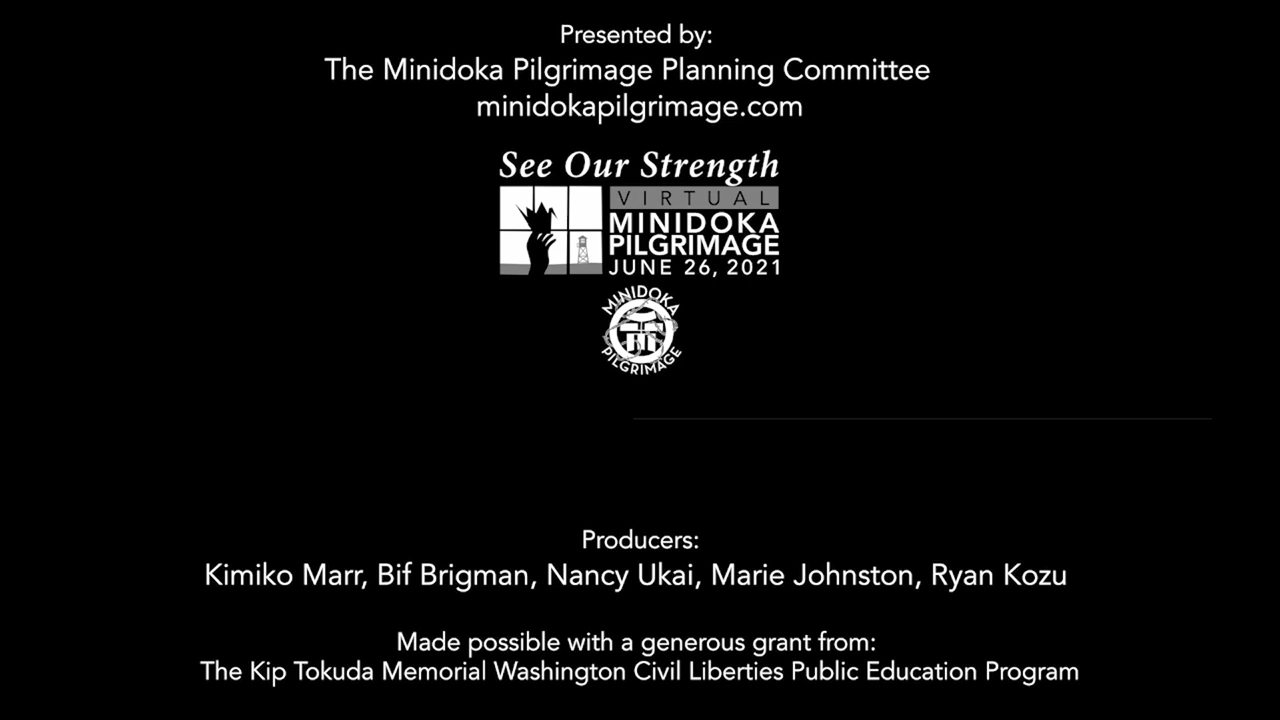 Presented by:
The Minidoka Pilgrimage Planning Committee
minidokapilgrimage.com
See Our Strength
VIRTUAL
MINIDOKA
PILGRIMAGE
JUNE 26, 2021
MINIDOKA
PILGRIMAGE
Producers:
Kimiko Marr, Bif Brigman, Nancy Ukai, Marie Johnston, Ryan Kozu
Made possible with a generous grant from:
The Kip Tokuda Memorial Washington Civil Liberties Public Education Program